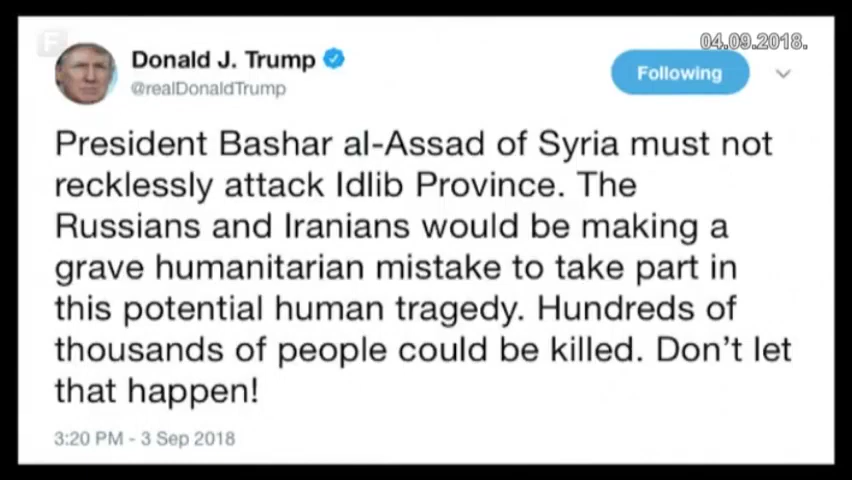 F
04.09.2018.
Donald J. Trump
@realDonaldTrump
Following
President Bashar al-Assad of Syria must not
recklessly attack Idlib Province. The
Russians and Iranians would be making a
grave humanitarian mistake to take part in
this potential human tragedy. Hundreds of
thousands of people could be killed. Don’t let
that happen!
3:20 PM - 3 Sep 2018